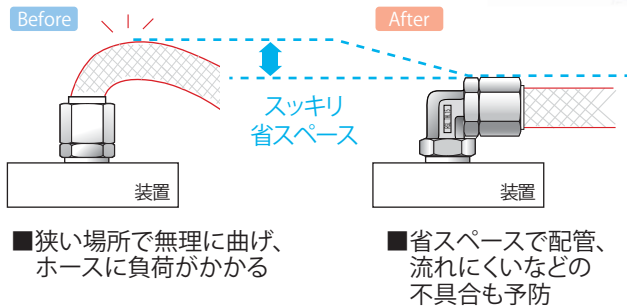 Before
After
スッキリ
省スペース
装置
装置
■狭い場所で無理に曲げ、
ホースに負荷がかかる
■省スペースで配管、
流れにくいなどの
不具合も予防